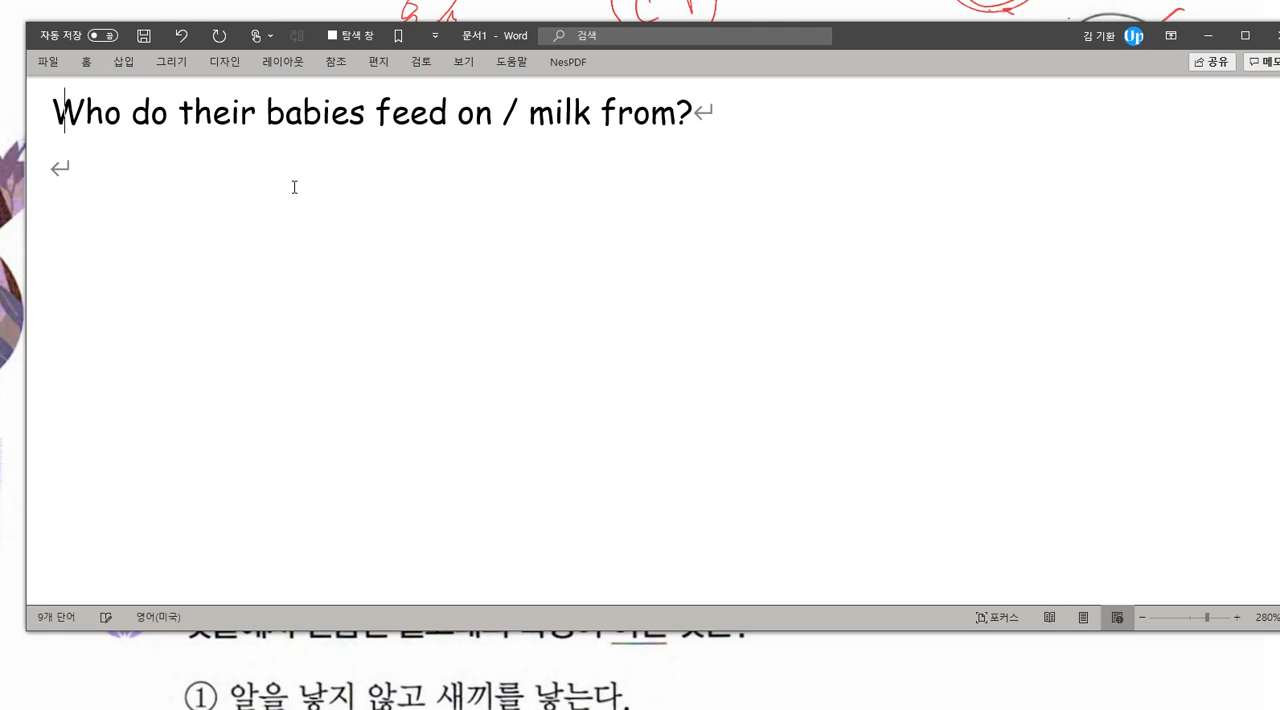 자동 저장 탐색 창 문서1 - Word 검색 김 기환 Up
파일 홈 삽입 그리기 디자인 레이아웃 참조 편지 검토 보기 도움말 NesPDF 공유
Who do their babies feed on / milk from?
9개 단어 영어(미국) 포커스 280%
① 알을 낳지 않고 새끼를 낳는다.